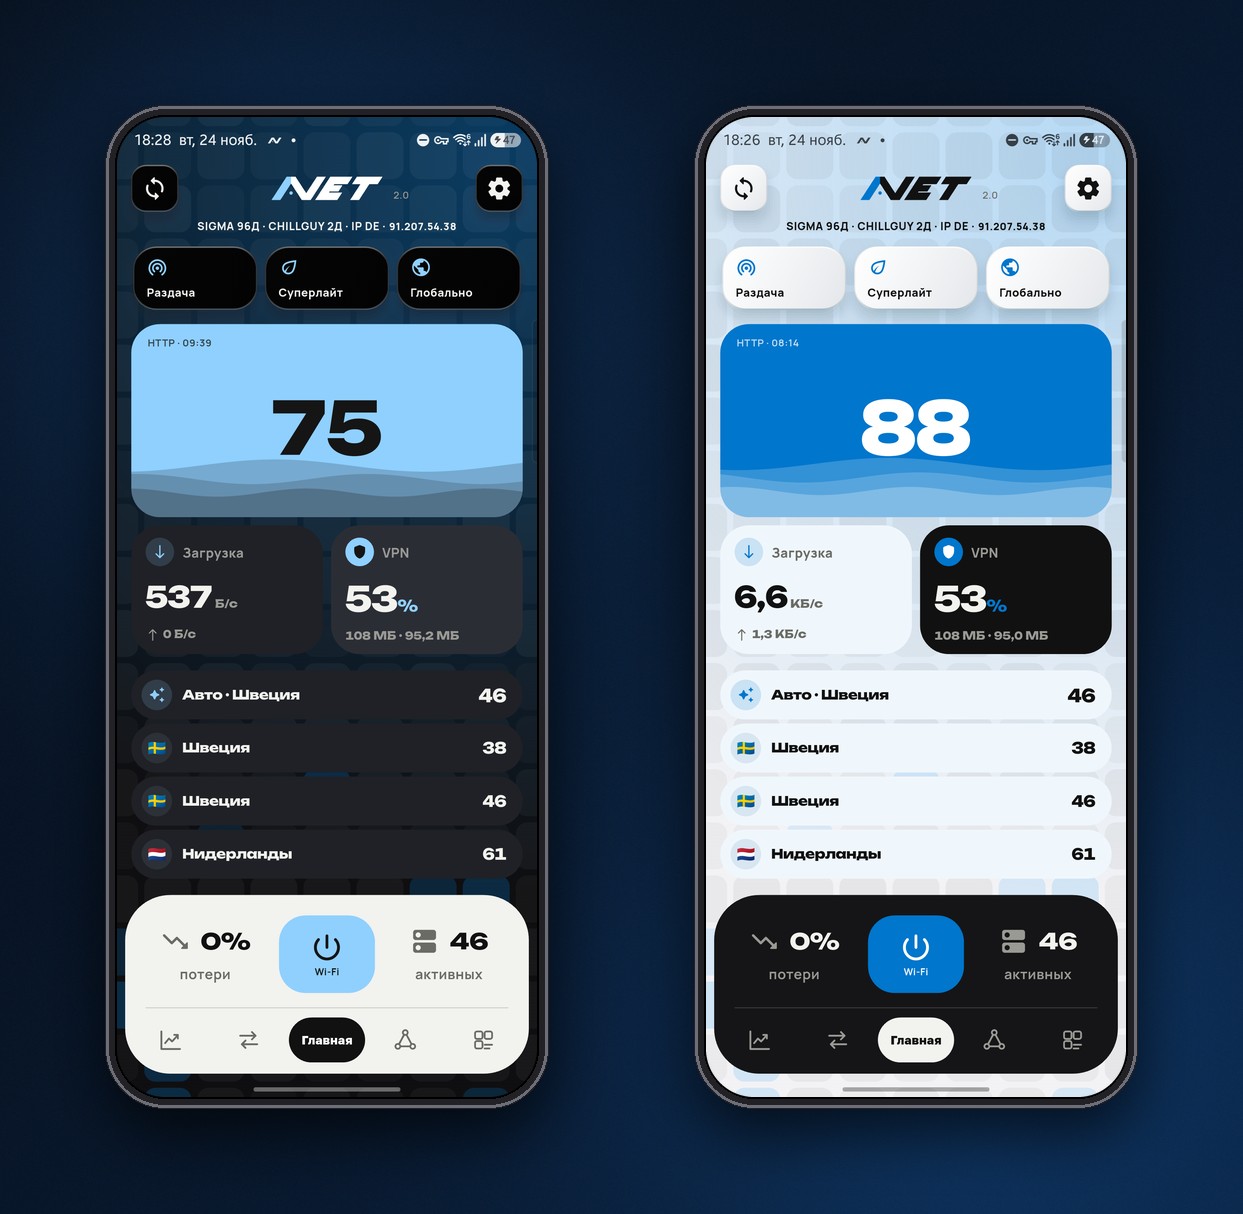 18:28 вт, 24 нояб.
47
NET
2.0
SIGMA 96Д · CHILLGUY 2Д · IP DE · 91.207.54.38
Раздача
Суперлайт
Глобально
HTTP · 09:39
75
Загрузка
537 Б/с
↑ 0 Б/с
VPN
53%
108 МБ · 95,2 МБ
Авто · Швеция 46
Швеция 38
Швеция 46
Нидерланды 61
0%
потери
Wi-Fi
46
активных
Главная
18:26 вт, 24 нояб.
47
NET
2.0
SIGMA 96Д · CHILLGUY 2Д · IP DE · 91.207.54.38
Раздача
Суперлайт
Глобально
HTTP · 08:14
88
Загрузка
6,6 КБ/с
↑ 1,3 КБ/с
VPN
53%
108 МБ · 95,0 МБ
Авто · Швеция 46
Швеция 38
Швеция 46
Нидерланды 61
0%
потери
Wi-Fi
46
активных
Главная